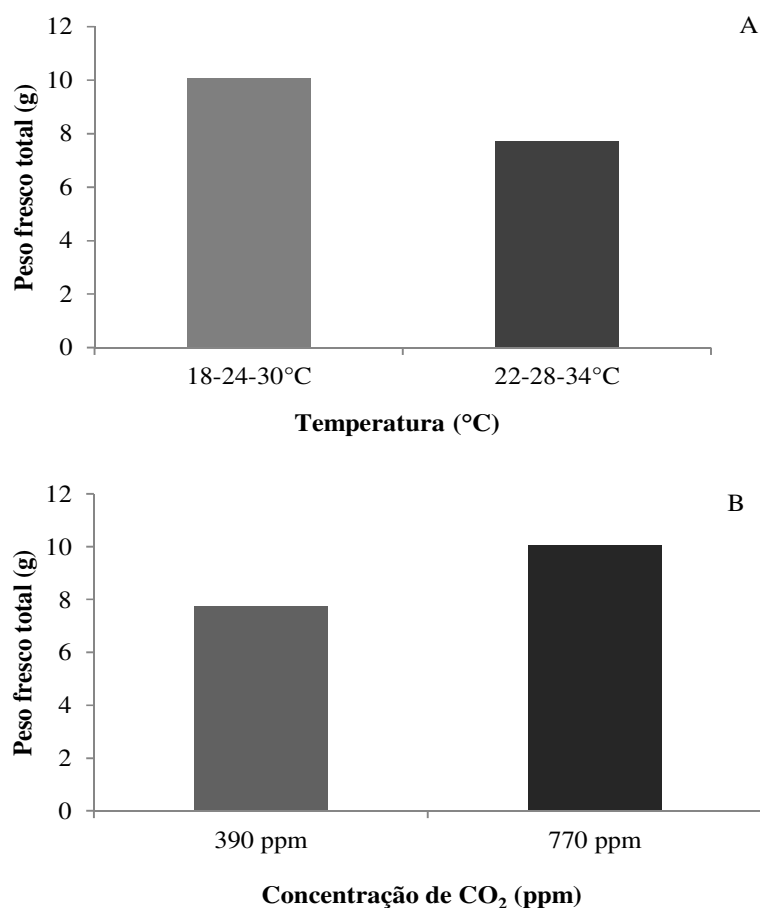 A
Peso fresco total (g)
12
10
8
6
4
2
0
18-24-30°C 22-28-34°C
Temperatura (°C)
B
Peso fresco total (g)
12
10
8
6
4
2
0
390 ppm 770 ppm
Concentração de CO₂ (ppm)